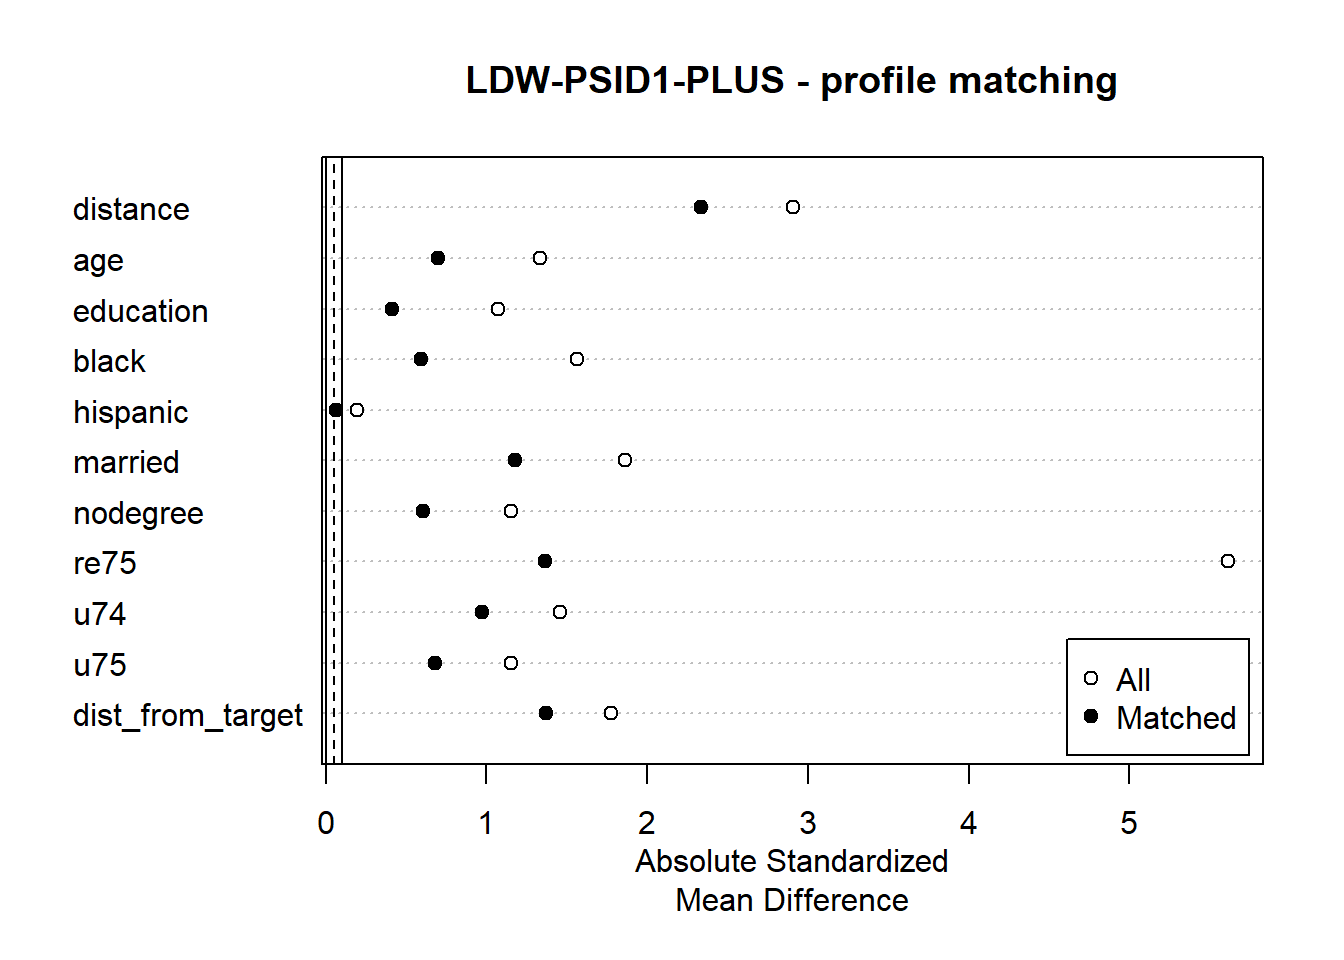 LDW-PSID1-PLUS - profile matching
distance
age
education
black
hispanic
married
nodegree
re75
u74
u75
dist_from_target
All
Matched
0 1 2 3 4 5
Absolute Standardized
Mean Difference